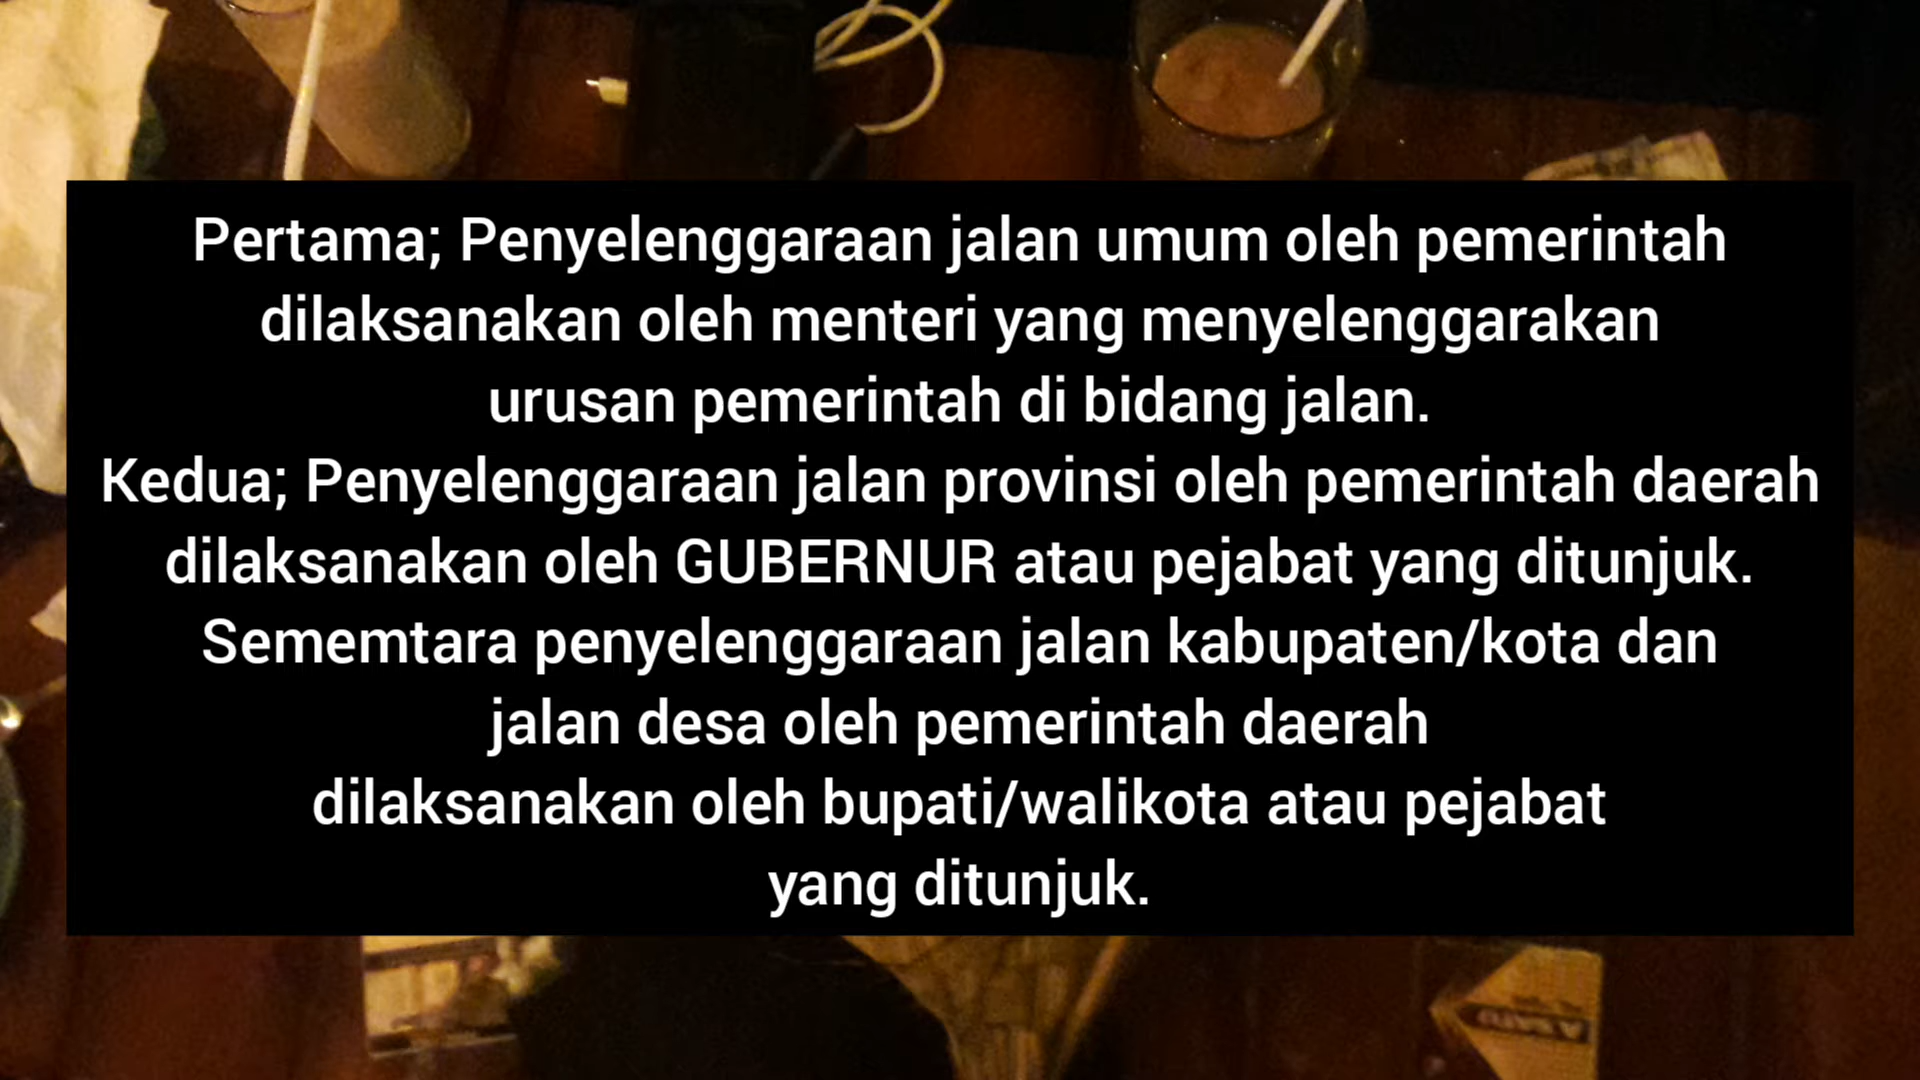 Pertama; Penyelenggaraan jalan umum oleh pemerintah
dilaksanakan oleh menteri yang menyelenggarakan
urusan pemerintah di bidang jalan.
Kedua; Penyelenggaraan jalan provinsi oleh pemerintah daerah
dilaksanakan oleh GUBERNUR atau pejabat yang ditunjuk.
Sememtara penyelenggaraan jalan kabupaten/kota dan
jalan desa oleh pemerintah daerah
dilaksanakan oleh bupati/walikota atau pejabat
yang ditunjuk.